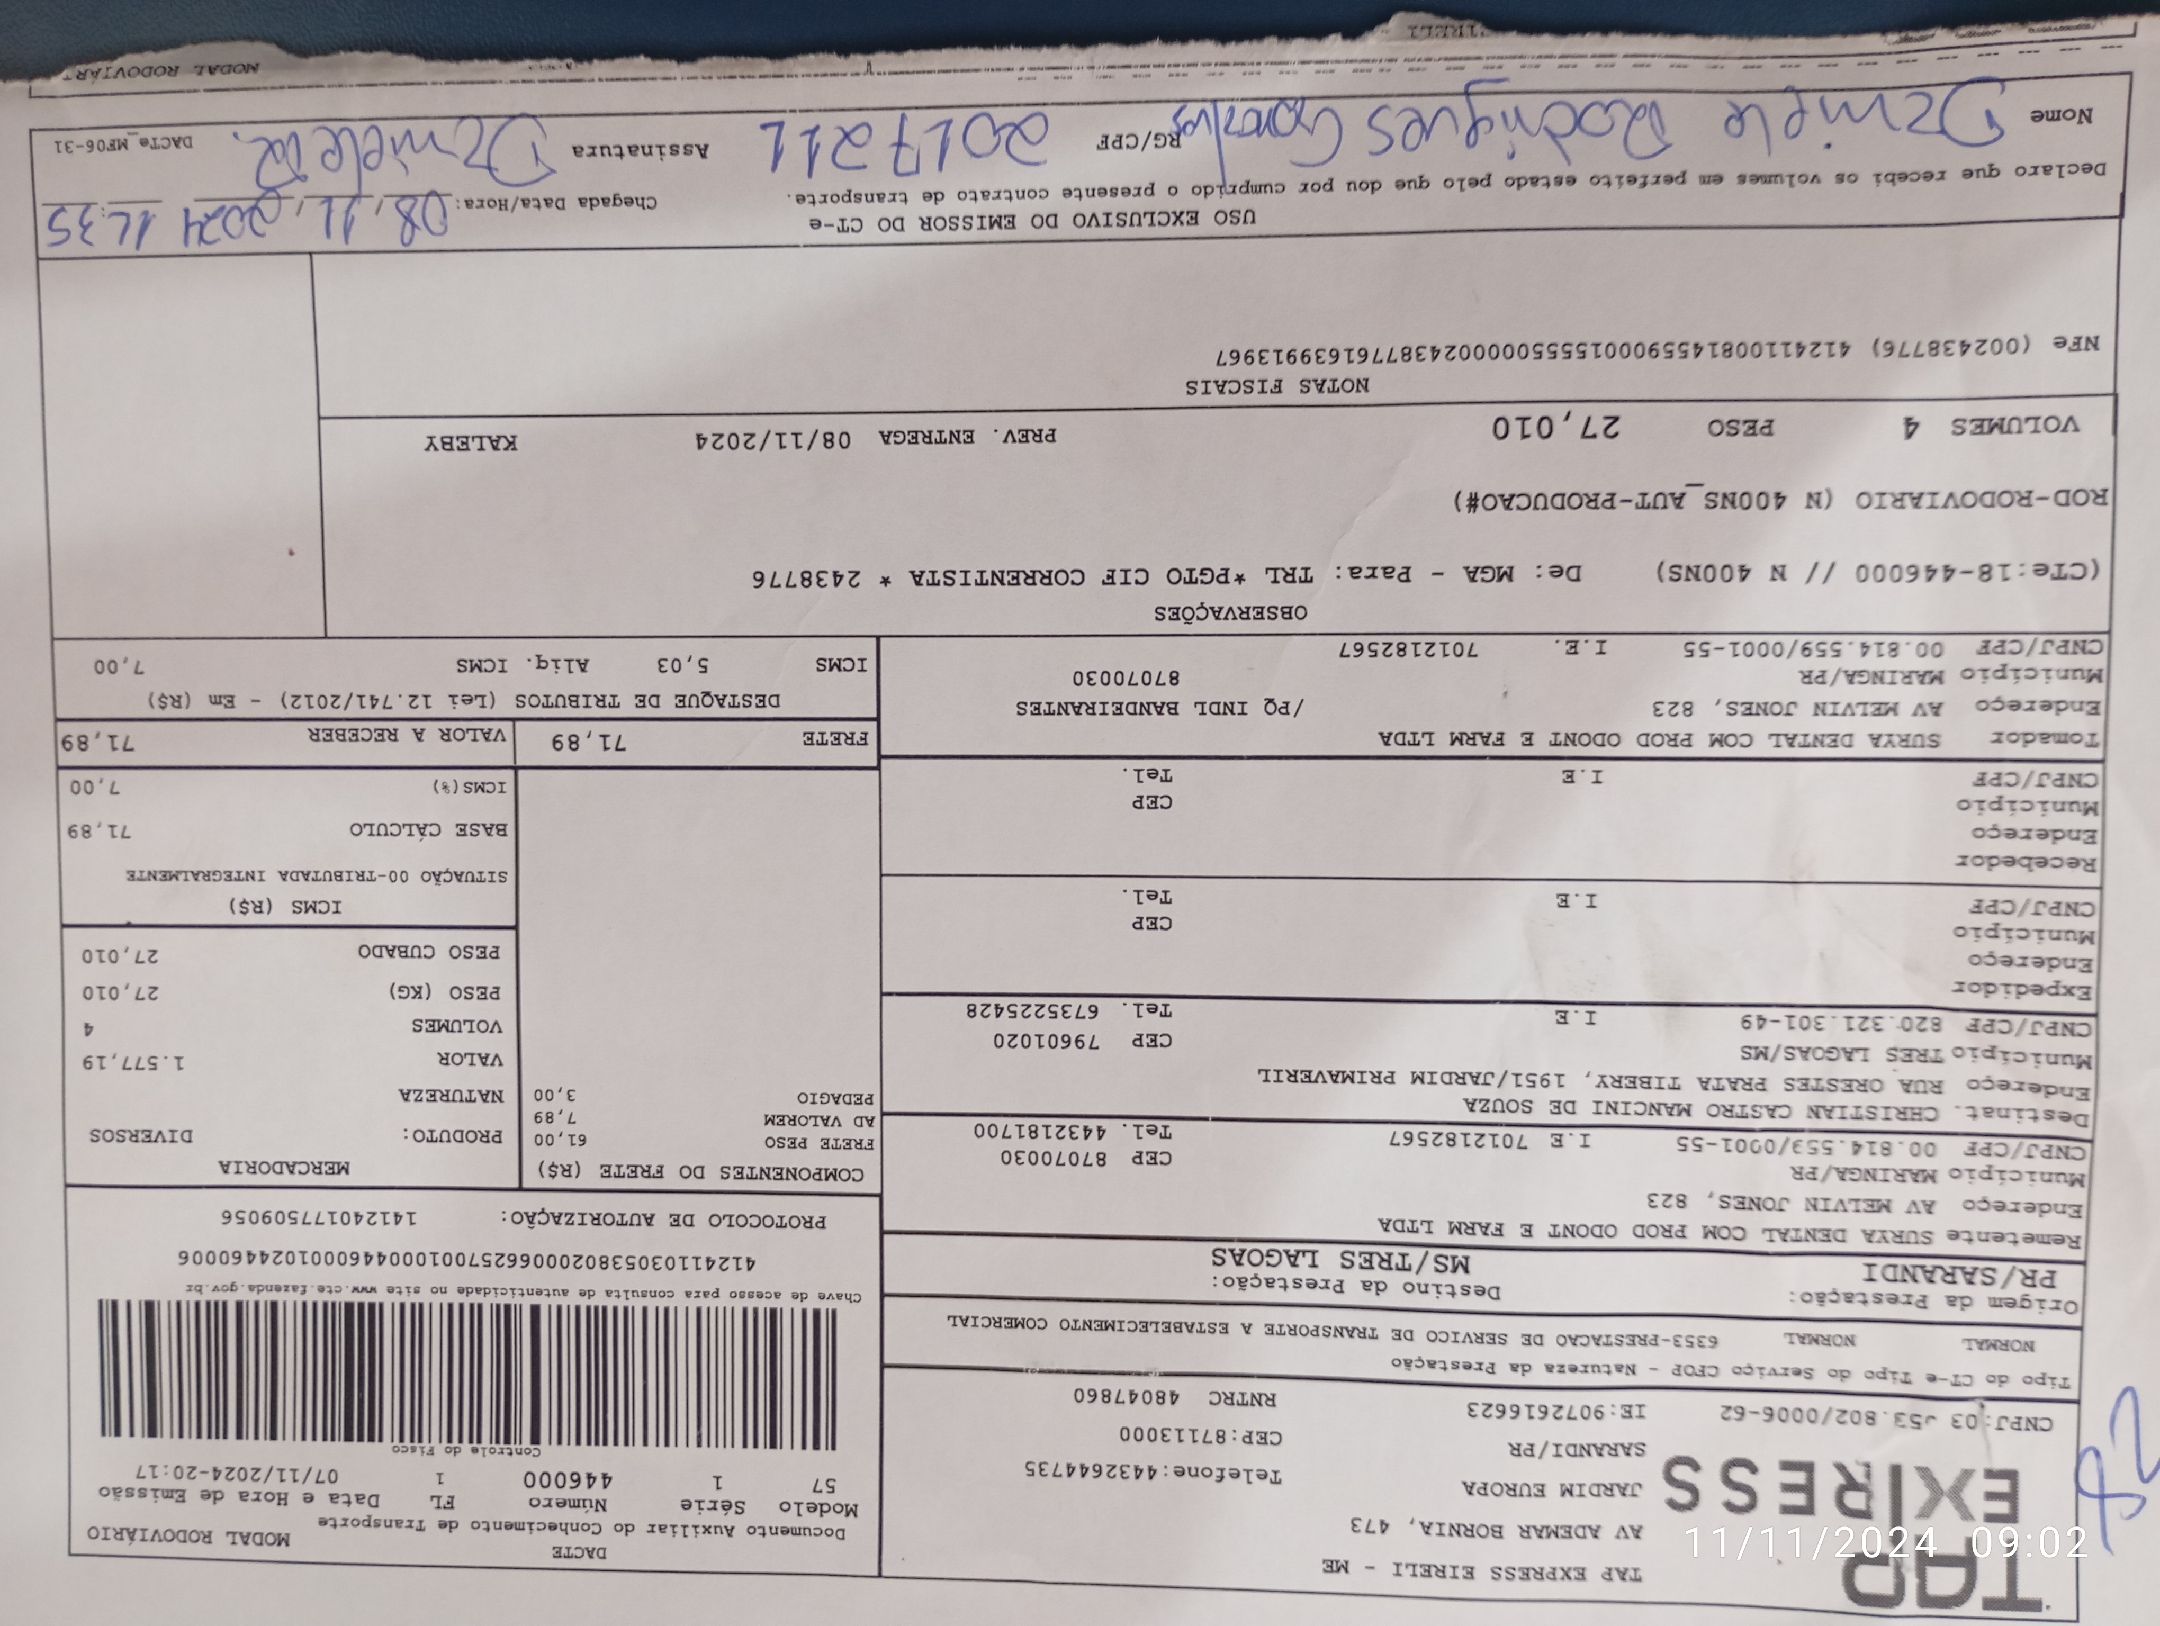 TAP EXPRESS
TAP EXPRESS EIRELI - ME
AV ADEMAR BORNIA, 473
JARDIM EUROPA Telefone:4432644735
SARANDI/PR CEP:87113000
CNPJ:03 53.802/0006-62 IE:9072616623 RNTRC 48047860
DACTE
Documento Auxiliar do Conhecimento de Transporte MODAL RODOVIÁRIO
Modelo Série Número FL Data e Hora de Emissão
57 1 446000 1 07/11/2024-20:17
Controle do Fisco
Tipo do CT-e Tipo do Serviço CFOP - Natureza da Prestação
NORMAL NORMAL 6353-PRESTACAO DE SERVICO DE TRANSPORTE A ESTABELECIMENTO COMERCIAL
Origem da Prestação: Destino da Prestação:
PR/SARANDI MS/TRES LAGOAS
Chave de acesso para consulta de autenticidade no site www.cte.fazenda.gov.br
41241103053802000662570010004460001024460006
PROTOCOLO DE AUTORIZAÇÃO: 141240177509056
Remetente SURYA DENTAL COM PROD ODONT E FARM LTDA
Endereço AV MELVIN JONES, 823
Município MARINGA/PR CEP 87070030
CNPJ/CPF 00.814.559/0001-55 I.E 7012182567 Tel. 4432181700
Destinat. CHRISTIAN CASTRO MANCINI DE SOUZA
Endereço RUA ORESTES PRATA TIBERY, 1951/JARDIM PRIMAVERIL
Município TRES LAGOAS/MS CEP 79601020
CNPJ/CPF 820.321.301-49 I.E Tel. 6735225428
Expedidor
Endereço
Município CEP
CNPJ/CPF I.E Tel.
Recebedor
Endereço
Município CEP
CNPJ/CPF I.E Tel.
Tomador SURYA DENTAL COM PROD ODONT E FARM LTDA
Endereço AV MELVIN JONES, 823 /PQ INDL BANDEIRANTES
Município MARINGA/PR 87070030
CNPJ/CPF 00.814.559/0001-55 I.E. 7012182567
COMPONENTES DO FRETE (R$)
FRETE PESO 61,00
AD VALOREM 7,89
PEDAGIO 3,00
MERCADORIA
PRODUTO: DIVERSOS
NATUREZA
VALOR 1.577,19
VOLUMES 4
PESO (KG) 27,010
PESO CUBADO 27,010
ICMS (R$)
SITUAÇÃO 00-TRIBUTADA INTEGRALMENTE
BASE CÁLCULO 71,89
ICMS(%) 7,00
FRETE 71,89 VALOR A RECEBER 71,89
DESTAQUE DE TRIBUTOS (Lei 12.741/2012) - Em (R$)
ICMS 5,03 Aliq. ICMS 7,00
OBSERVAÇÕES
(CTe:18-446000 // N 400NS) De: MGA - Para: TRL *PGTO CIF CORRENTISTA * 2438776
ROD-RODOVIARIO (N 400NS_AUT-PRODUCAO#)
VOLUMES 4 PESO 27,010 PREV. ENTREGA 08/11/2024 KALEBY
NOTAS FISCAIS
NFe (002438776) 41241100814559000155550000024387761639913967
USO EXCLUSIVO DO EMISSOR DO CT-e
Declaro que recebi os volumes em perfeito estado pelo que dou por cumprido o presente contrato de transporte. Chegada Data/Hora: 08/11/2024 14:35
Nome Daniele Rodrigues Gonçalves RG/CPF 2017211 Assinatura Daniele DACTe_MF06-31
MODAL RODOVIÁR
EIRELI -
11/11/2024 09:02